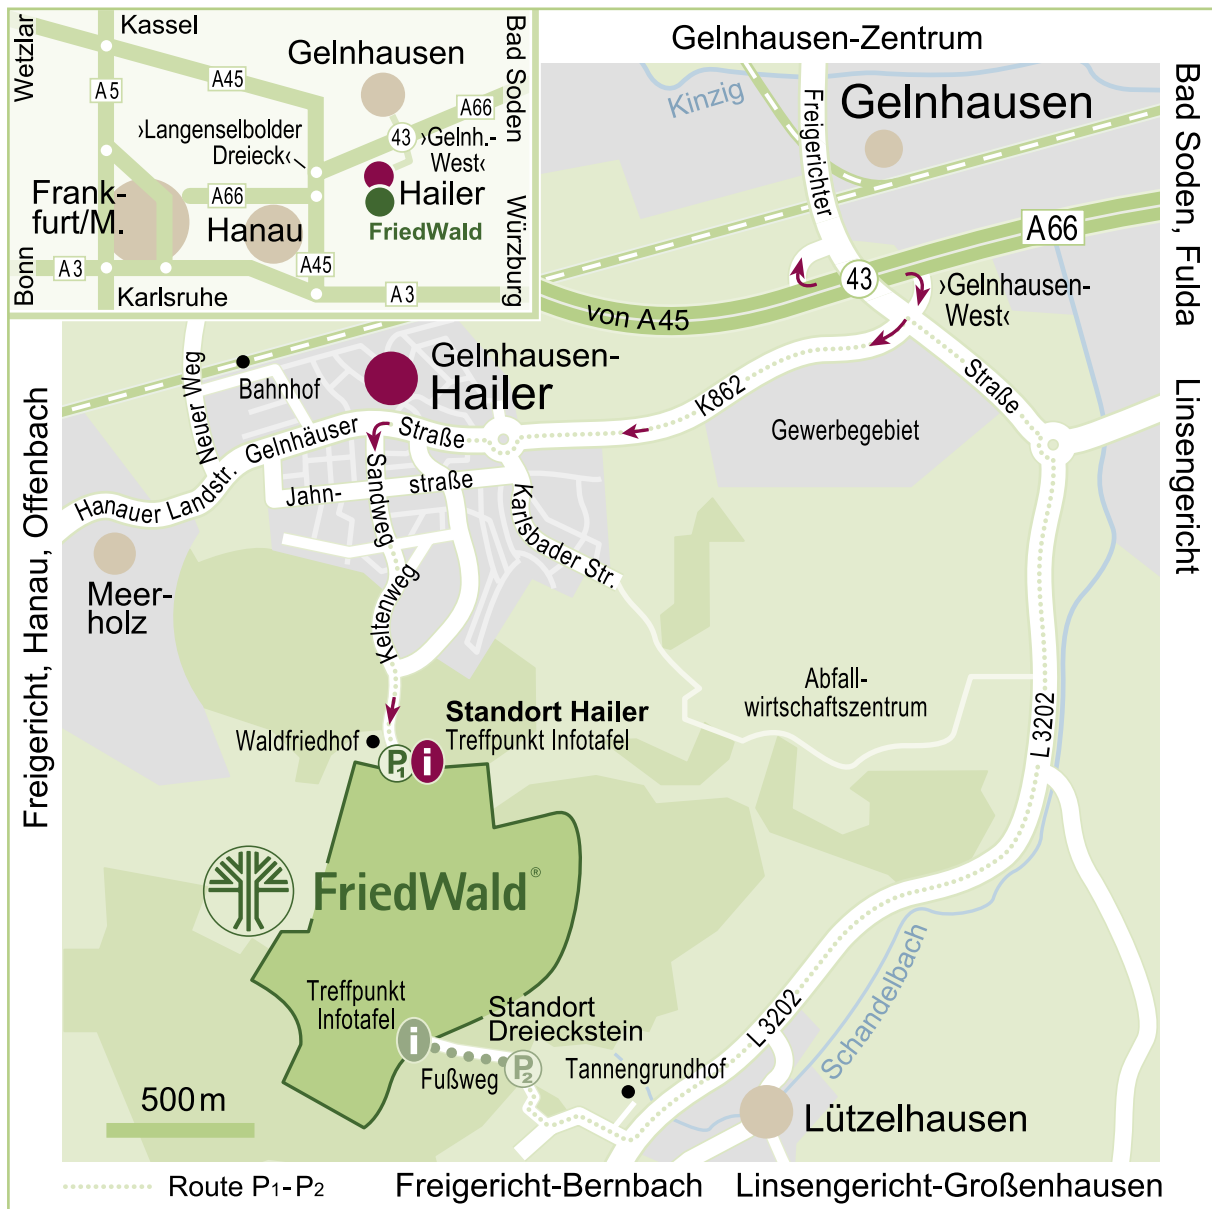 Wetzlar
Kassel
A5
A45
Gelnhausen
Bad Soden
A66
43
›Gelnh.-
West‹
›Langenselbolder
Dreieck‹
Frank-
furt/M.
A66
Hanau
Hailer
FriedWald
Würzburg
Bonn
A3
A45
Karlsruhe
A3
Gelnhausen-Zentrum
Kinzig
Freigerichter
Gelnhausen
Bad Soden, Fulda
A66
43
›Gelnhausen-
West‹
von A45
Straße
Linsengericht
Neuer Weg
Bahnhof
Gelnhausen-
Hailer
K862
Gewerbegebiet
Gelnhäuser
Straße
Hanauer Landstr.
Jahn-
straße
Sandweg
Karlsbader Str.
Freigericht, Hanau, Offenbach
Meer-
holz
Keltenweg
Abfall-
wirtschaftszentrum
L 3202
Standort Hailer
Treffpunkt Infotafel
Waldfriedhof
P1
i
FriedWald®
Treffpunkt
Infotafel
i
Standort
Dreieckstein
Fußweg
P2
Tannengrundhof
L 3202
Schandelbach
Lützelhausen
500 m
Route P1-P2
Freigericht-Bernbach
Linsengericht-Großenhausen